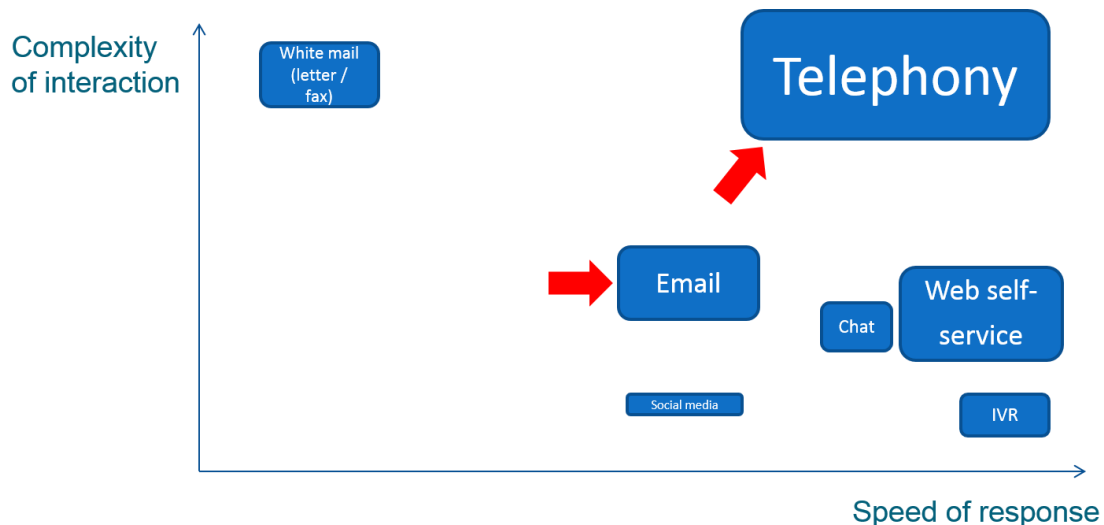 Complexity
of interaction
White mail
(letter /
fax)
Telephony
Email
Web self-
service
Chat
Social media
IVR
Speed of response